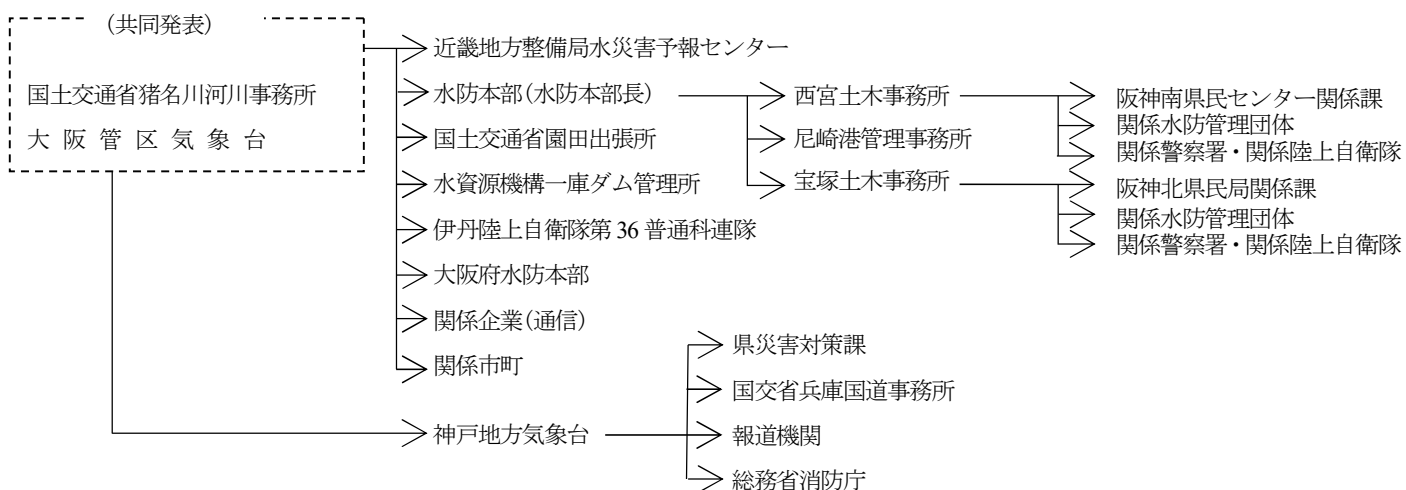 (共同発表)
国土交通省猪名川河川事務所
大阪管区気象台
近畿地方整備局水災害予報センター
水防本部(水防本部長)
国土交通省園田出張所
水資源機構一庫ダム管理所
伊丹陸上自衛隊第 36 普通科連隊
大阪府水防本部
関係企業(通信)
関係市町
西宮土木事務所
尼崎港管理事務所
宝塚土木事務所
阪神南県民センター関係課
関係水防管理団体
関係警察署・関係陸上自衛隊
阪神北県民局関係課
関係水防管理団体
関係警察署・関係陸上自衛隊
神戸地方気象台
県災害対策課
国交省兵庫国道事務所
報道機関
総務省消防庁